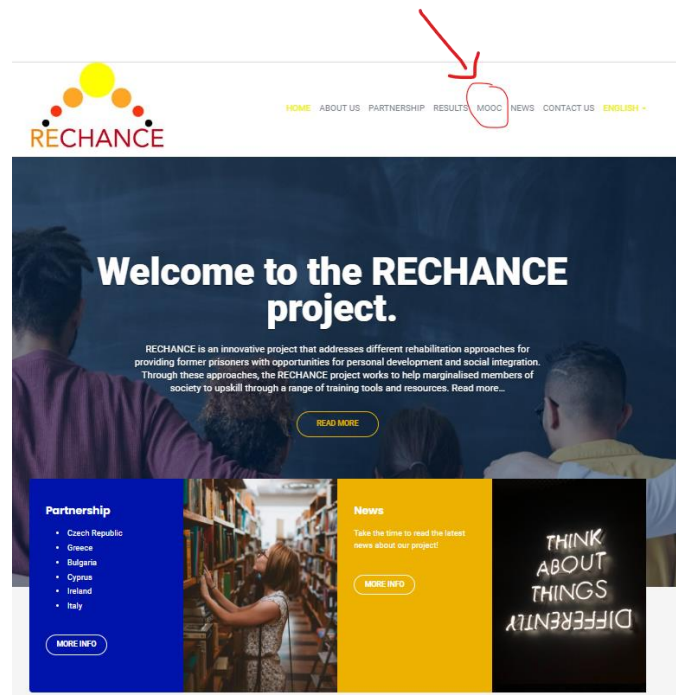 RECHANCE
HOME ABOUT US PARTNERSHIP RESULTS MOOC NEWS CONTACT US ENGLISH
Welcome to the RECHANCE
project.
RECHANCE is an innovative project that addresses different rehabilitation approaches for
providing former prisoners with opportunities for personal development and social integration.
Through these approaches, the RECHANCE project works to help marginalised members of
society to upskill through a range of training tools and resources. Read more...
READ MORE
Partnership
• Czech Republic
• Greece
• Bulgaria
• Cyprus
• Ireland
• Italy
MORE INFO
News
Take the time to read the latest
news about our project!
MORE INFO
THINK
ABOUT
THINGS
DIFFERENTLY